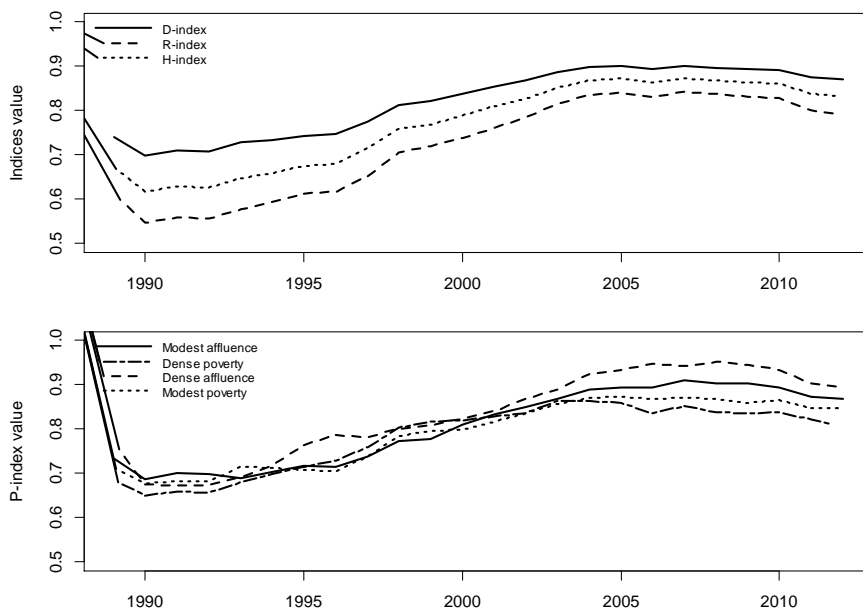 1.0
0.9
0.8
0.7
0.6
0.5
Indices value
D-index
R-index
H-index
1990 1995 2000 2005 2010
1.0
0.9
0.8
0.7
0.6
0.5
P-index value
Modest affluence
Dense poverty
Dense affluence
Modest poverty
1990 1995 2000 2005 2010